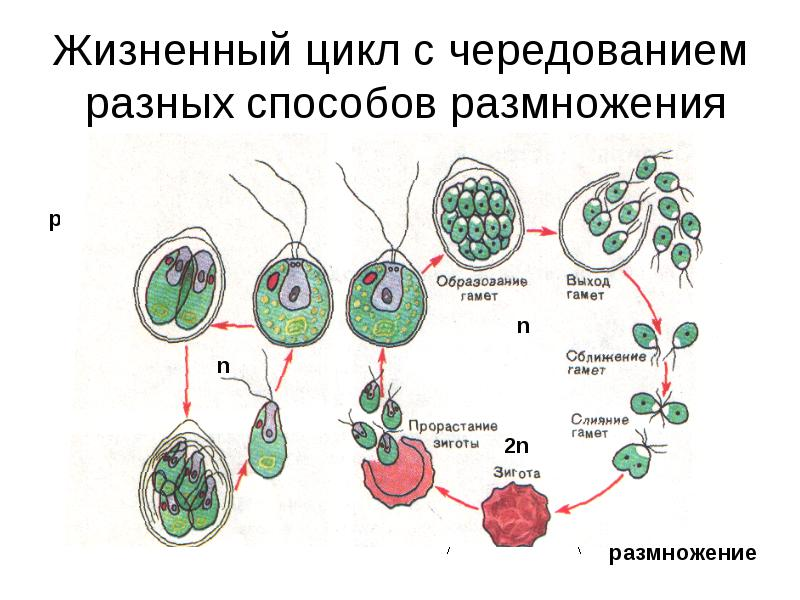 Жизненный цикл с чередованием
разных способов размножения
р
Образование
гамет
Выход
гамет
n
n
Сближение
гамет
Слияние
гамет
Прорастание
зиготы
2n
Зигота
размножение